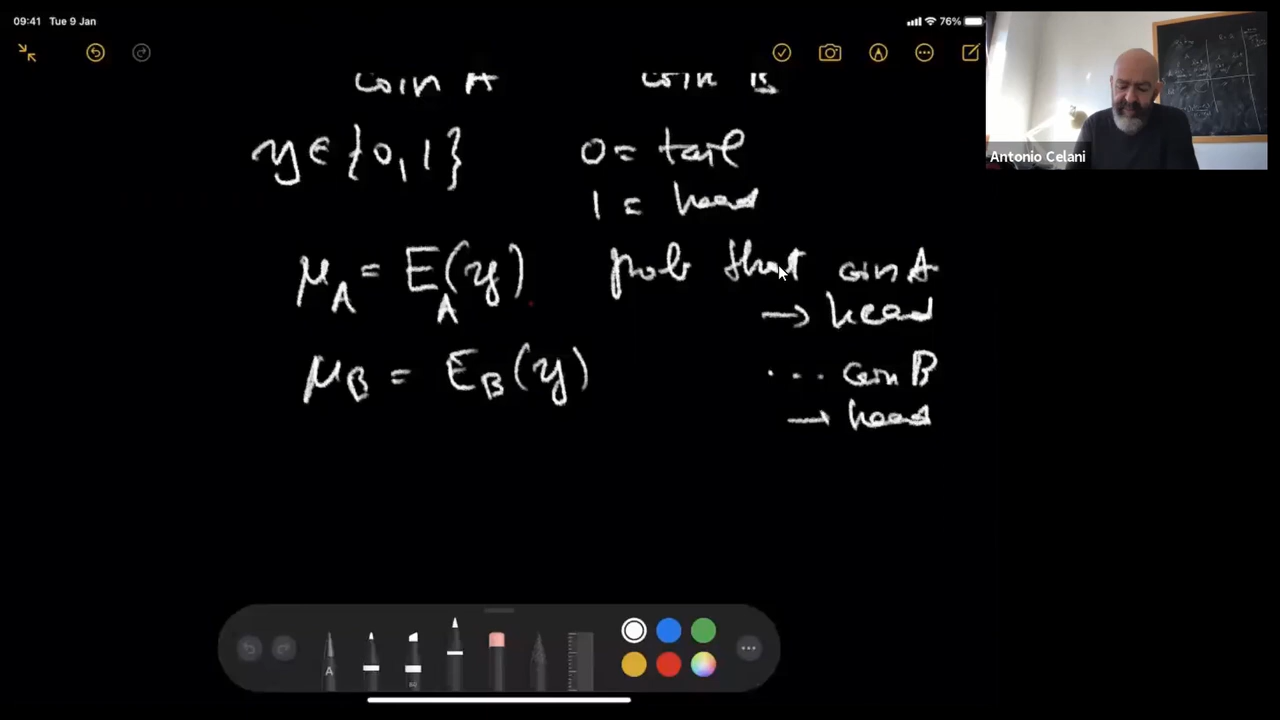 09:41 Tue 9 Jan
76%
Antonio Celani
coin A coin B
y ∈ {0,1} 0 = tail
1 = head
μ_A = E_A(y) prob that coin A
→ head
μ_B = E_B(y) ... coin B
→ head